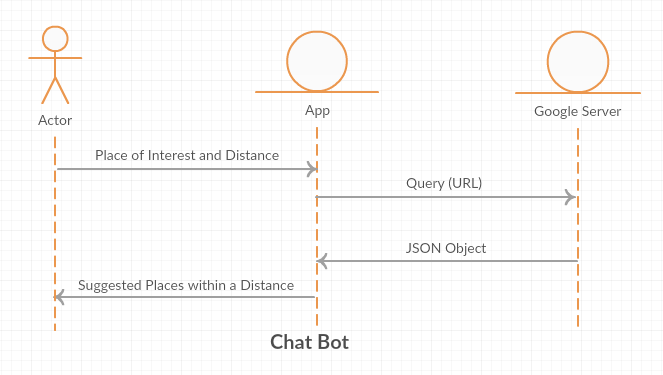 Actor
App
Google Server
Place of Interest and Distance
Query (URL)
JSON Object
Suggested Places within a Distance
Chat Bot